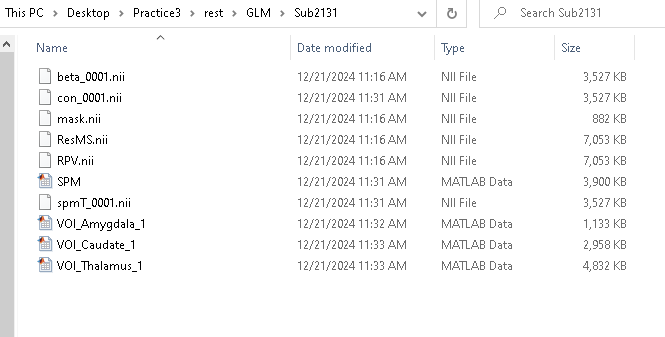 This PC > Desktop > Practice3 > rest > GLM > Sub2131 Search Sub2131
Name Date modified Type Size
beta_0001.nii 12/21/2024 11:16 AM NII File 3,527 KB
con_0001.nii 12/21/2024 11:31 AM NII File 3,527 KB
mask.nii 12/21/2024 11:16 AM NII File 882 KB
ResMS.nii 12/21/2024 11:16 AM NII File 7,053 KB
RPV.nii 12/21/2024 11:16 AM NII File 7,053 KB
SPM 12/21/2024 11:31 AM MATLAB Data 3,900 KB
spmT_0001.nii 12/21/2024 11:31 AM NII File 3,527 KB
VOI_Amygdala_1 12/21/2024 11:32 AM MATLAB Data 1,133 KB
VOI_Caudate_1 12/21/2024 11:33 AM MATLAB Data 2,958 KB
VOI_Thalamus_1 12/21/2024 11:33 AM MATLAB Data 4,832 KB